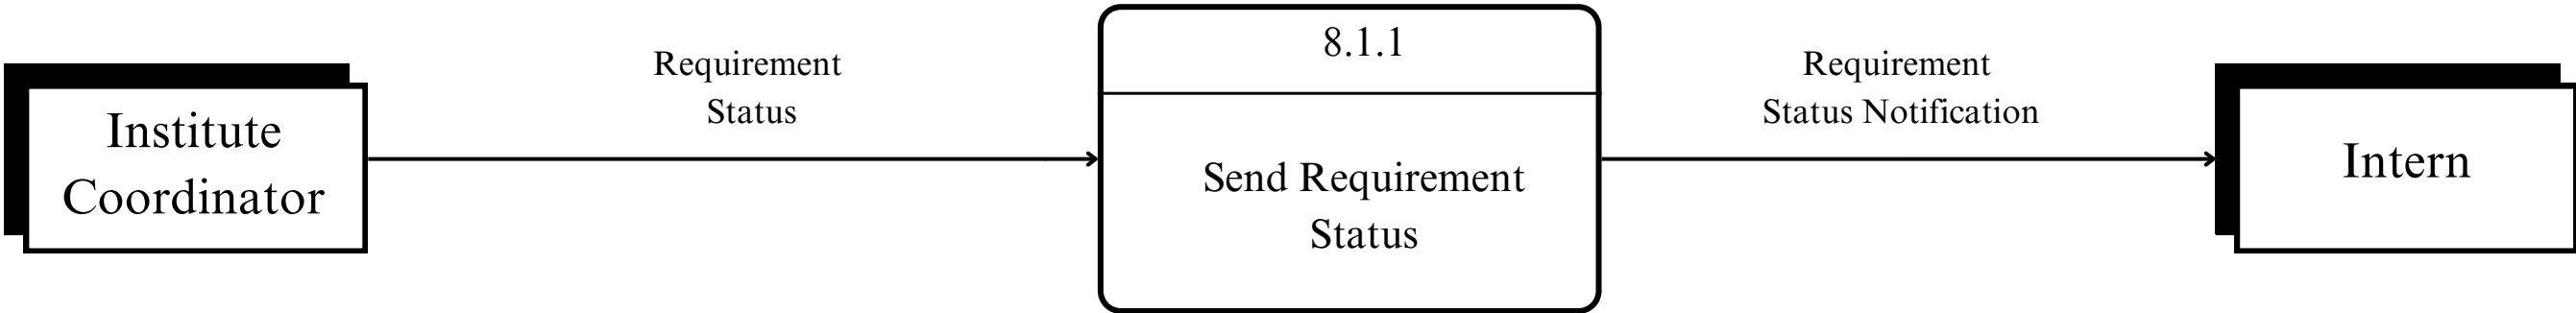 Institute
Coordinator
Requirement
Status
8.1.1
Send Requirement
Status
Requirement
Status Notification
Intern